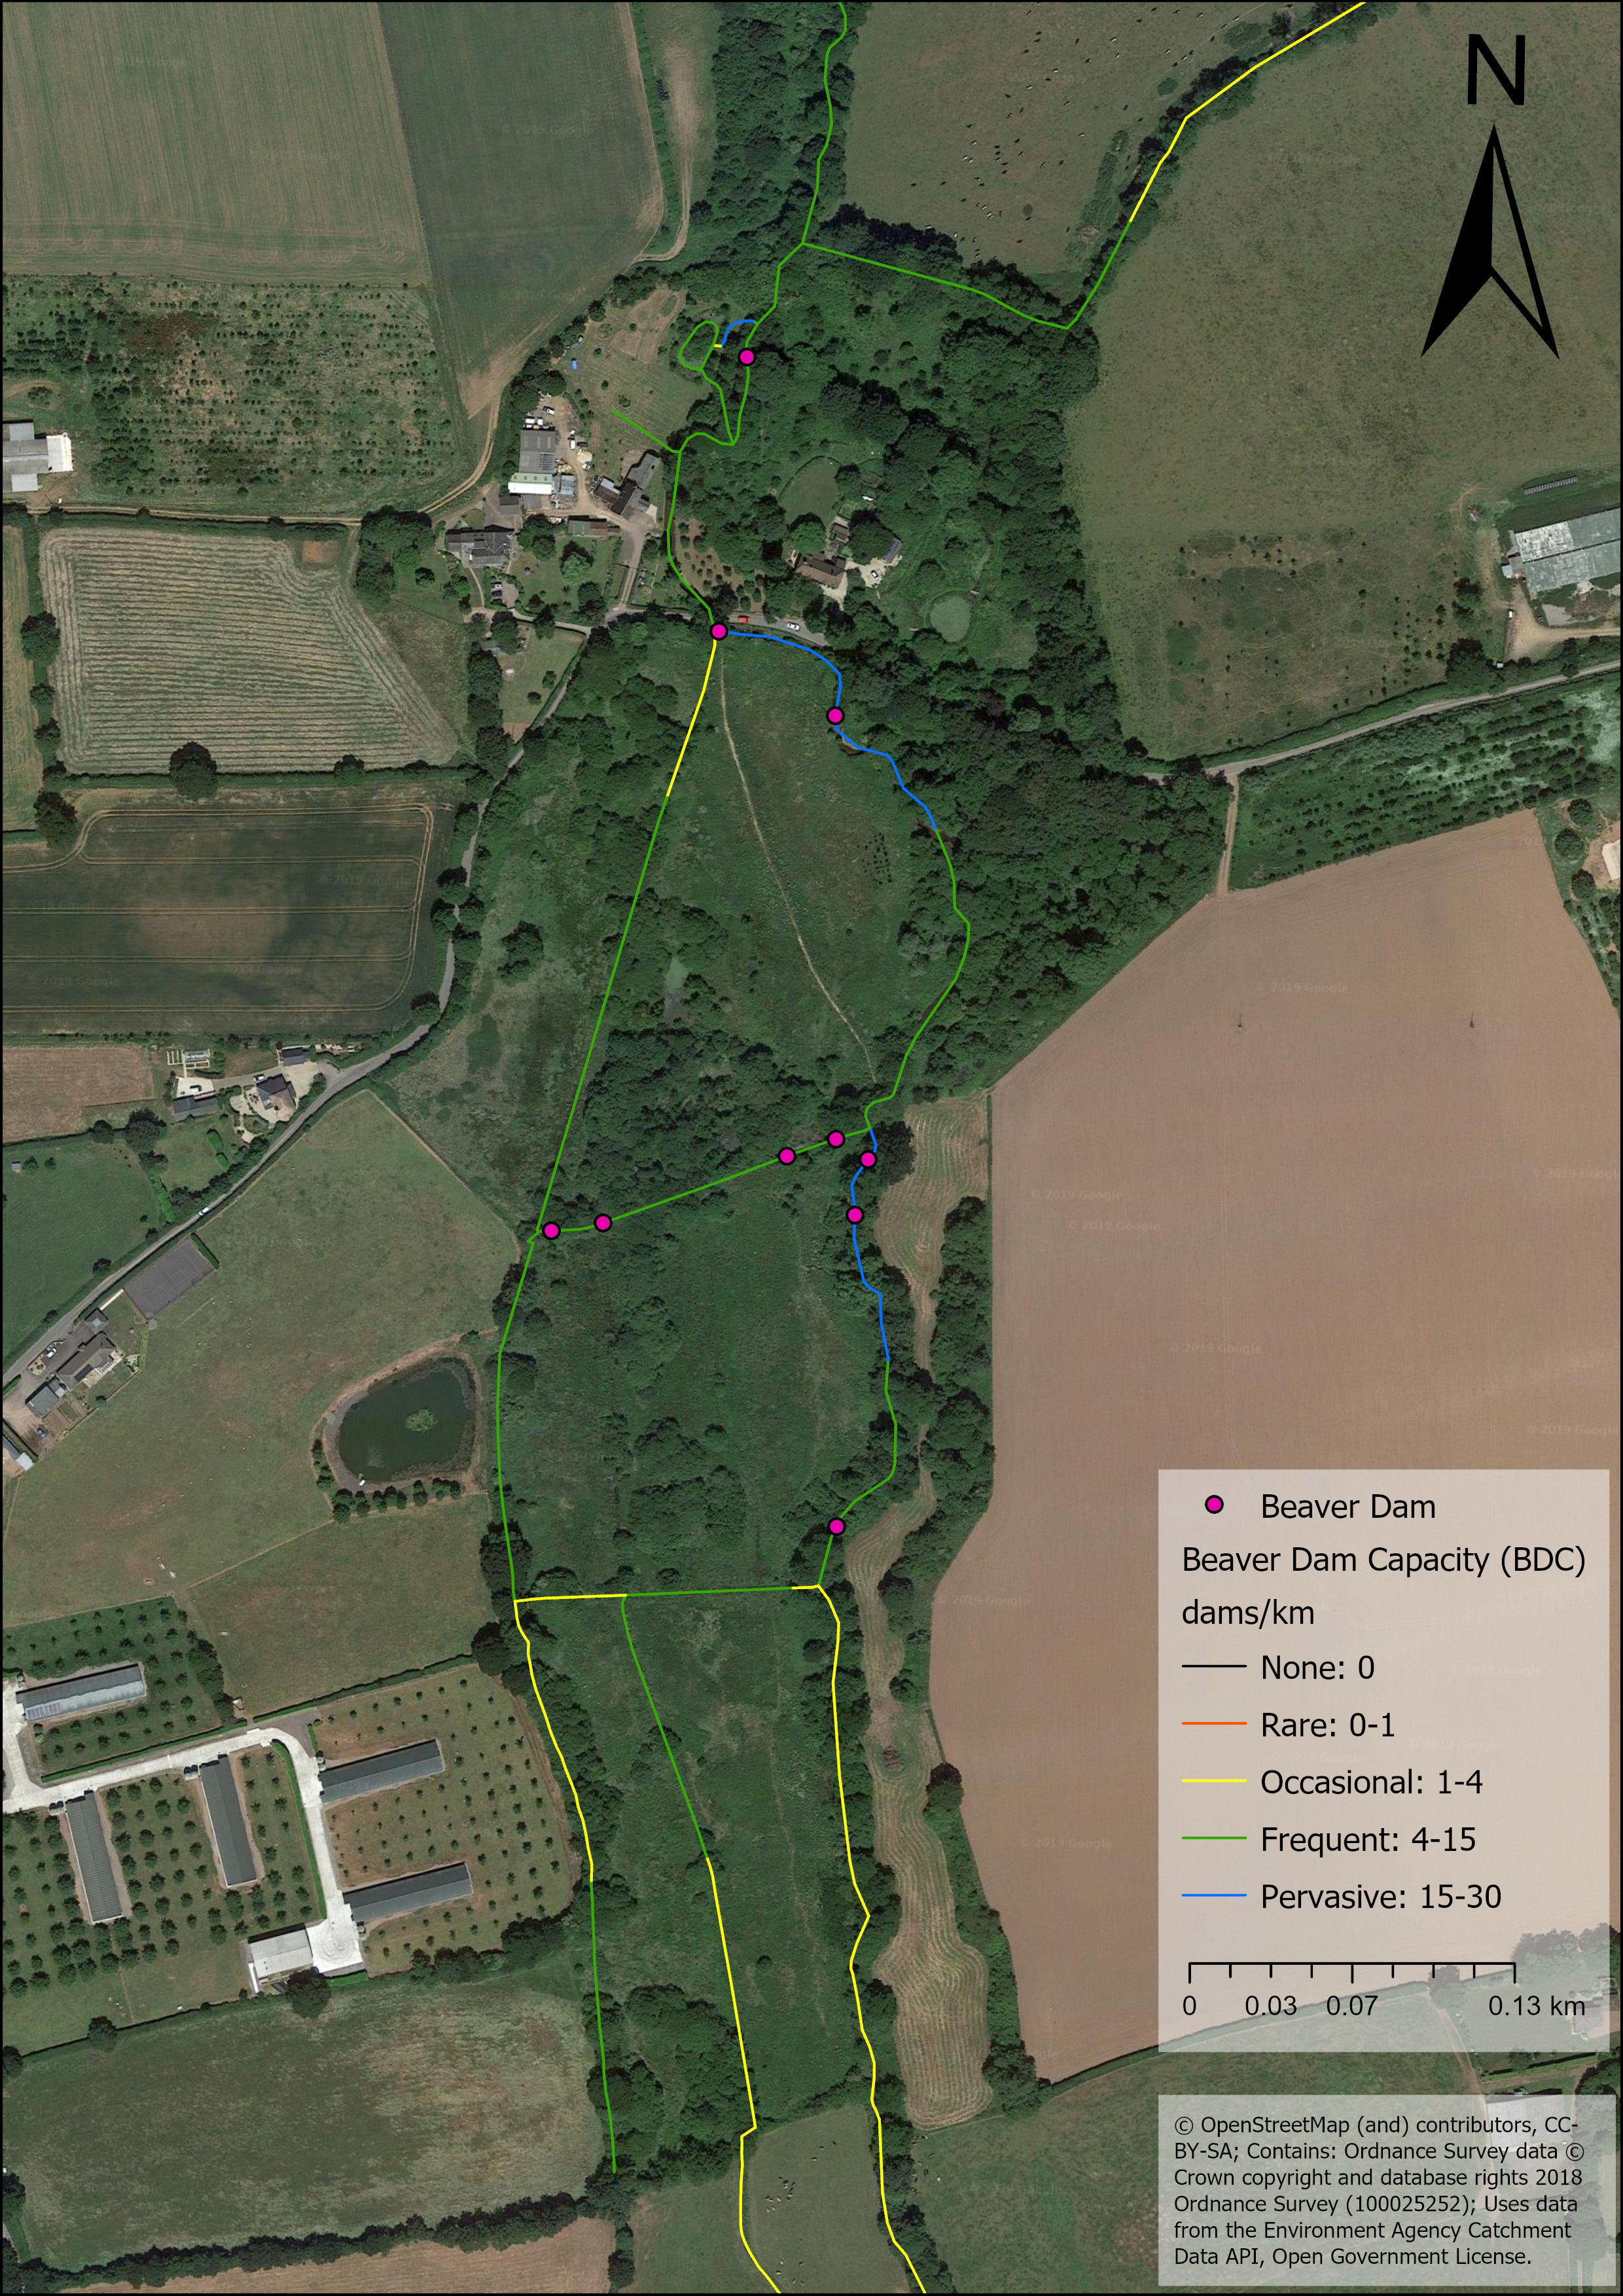 N
Beaver Dam
Beaver Dam Capacity (BDC)
dams/km
None: 0
Rare: 0-1
Occasional: 1-4
Frequent: 4-15
Pervasive: 15-30
0 0.03 0.07 0.13 km
© OpenStreetMap (and) contributors, CC-
BY-SA; Contains: Ordnance Survey data ©
Crown copyright and database rights 2018
Ordnance Survey (100025252); Uses data
from the Environment Agency Catchment
Data API, Open Government License.
© 2019 Google